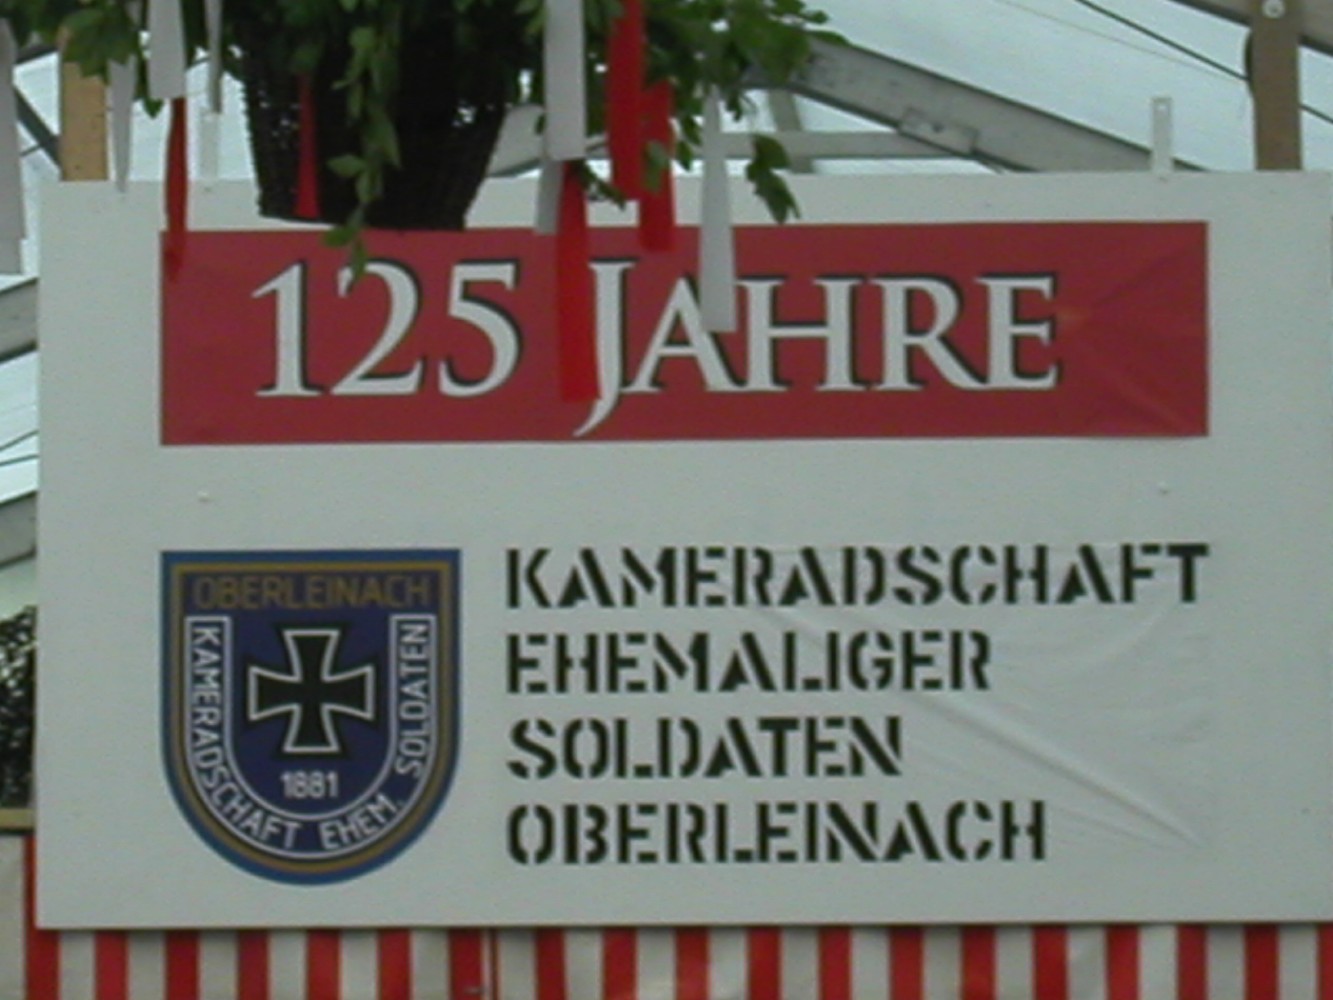 125 JAHRE
OBERLEINACH
KAMERADSCHAFT EHEM. SOLDATEN
1881
KAMERADSCHAFT
EHEMALIGER
SOLDATEN
OBERLEINACH